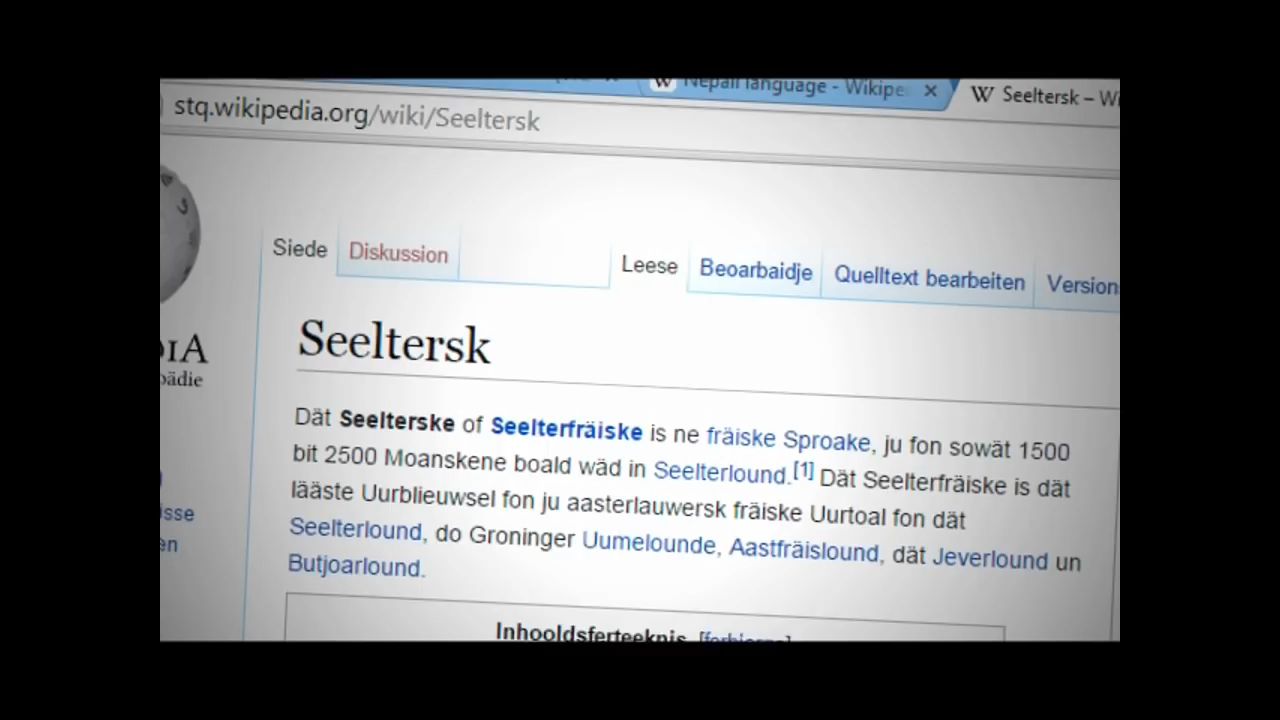 Nepali language - Wikipe
Seeltersk – Wi
stq.wikipedia.org/wiki/Seeltersk
Siede Diskussion Leese Beoarbaidje Quelltext bearbeiten Version
Seeltersk
Dät Seelterske of Seelterfräiske is ne fräiske Sproake, ju fon sowät 1500
bit 2500 Moanskene boald wäd in Seelterlound.[1] Dät Seelterfräiske is dät
lääste Uurblieuwsel fon ju aasterlauwersk fräiske Uurtoal fon dät
Seelterlound, do Groninger Uumelounde, Aastfräislound, dät Jeverlound un
Butjoarlound.
Inhooldsferteeknis